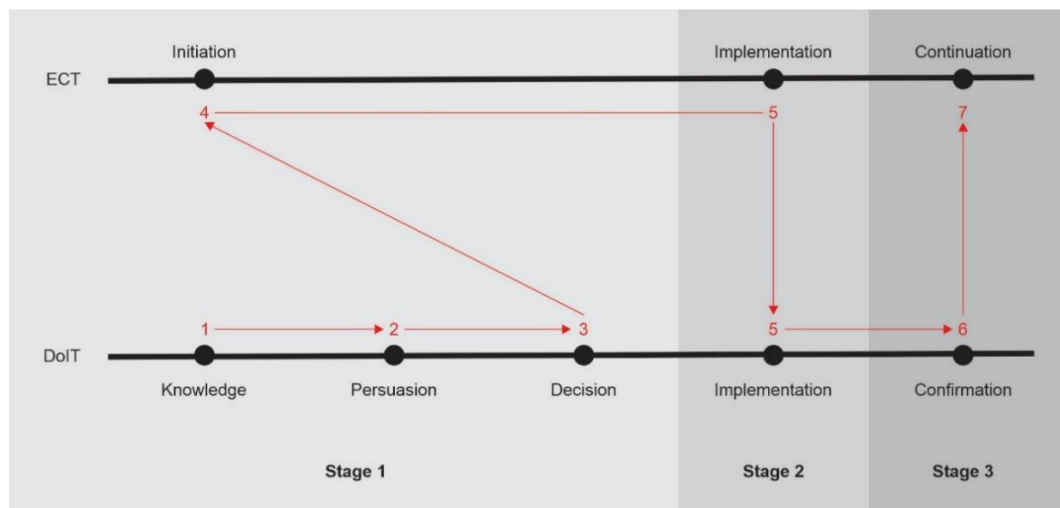 Initiation Implementation Continuation
ECT
4 5 7
1 2 3 5 6
DoIT
Knowledge Persuasion Decision Implementation Confirmation
Stage 1 Stage 2 Stage 3